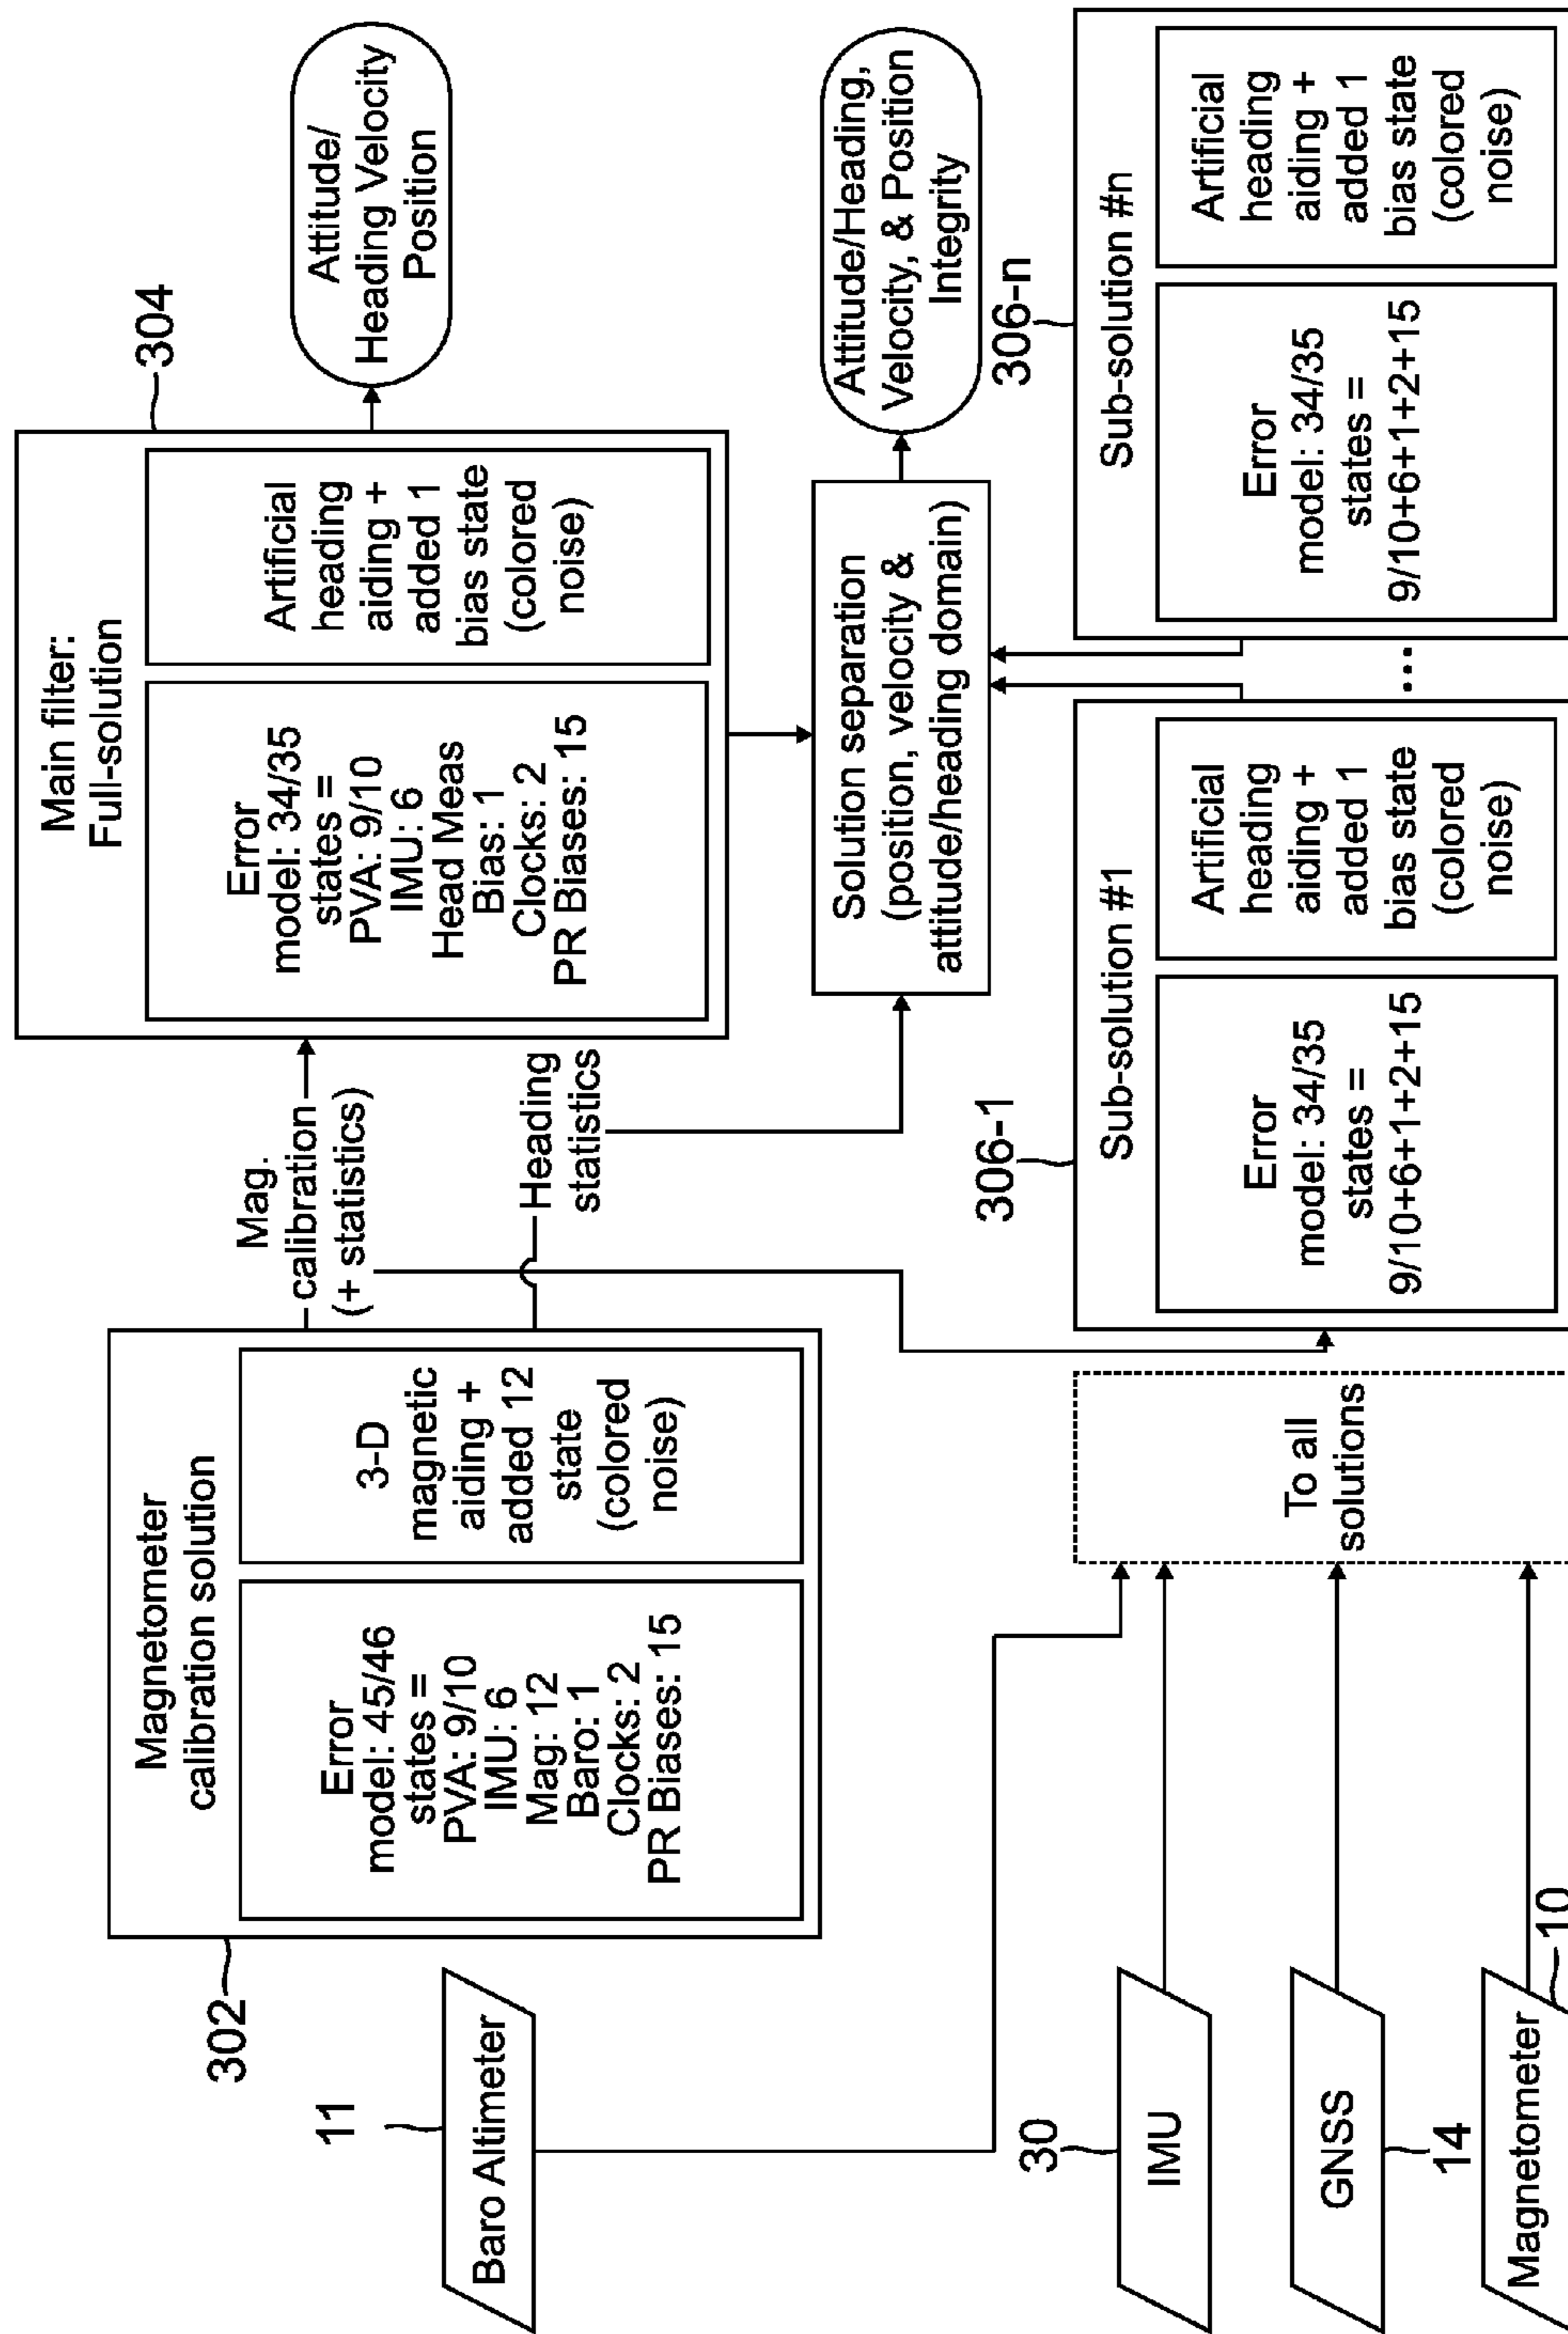 302
Magnetometer
calibration solution
Error
model: 45/46
states =
PVA: 9/10
IMU: 6
Mag: 12
Baro: 1
Clocks: 2
PR Biases: 15
3-D
magnetic
aiding +
added 12
state
(colored
noise)
Mag.
calibration
(+ statistics)
Heading
statistics
304
Main filter:
Full-solution
Error
model: 34/35
states =
PVA: 9/10
IMU: 6
Head Meas
Bias: 1
Clocks: 2
PR Biases: 15
Artificial
heading
aiding +
added 1
bias state
(colored
noise)
Attitude/
Heading Velocity
Position
11
Baro Altimeter
Solution separation
(position, velocity &
attitude/heading domain)
Attitude/Heading,
Velocity, & Position
Integrity
30
IMU
GNSS
14
Magnetometer
10
To all
solutions
306-1
Sub-solution #1
Error
model: 34/35
states =
9/10+6+1+2+15
Artificial
heading
aiding +
added 1
bias state
(colored
noise)
...
306-n
Sub-solution #n
Error
model: 34/35
states =
9/10+6+1+2+15
Artificial
heading
aiding +
added 1
bias state
(colored
noise)